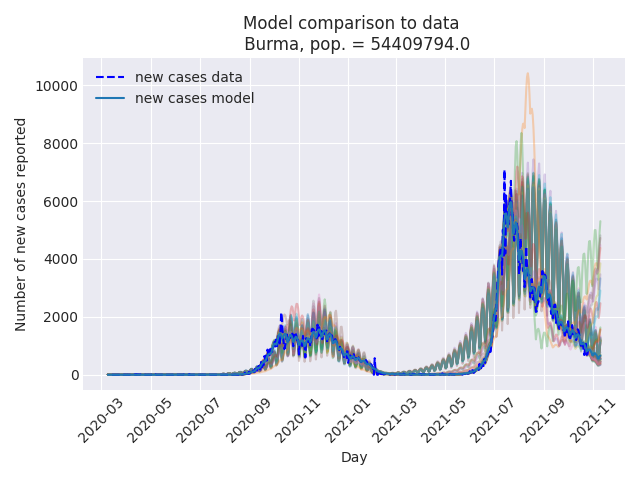 Model comparison to data
Burma, pop. = 54409794.0
new cases data
new cases model
Number of new cases reported
10000
8000
6000
4000
2000
0
2020-03
2020-05
2020-07
2020-09
2020-11
2021-01
2021-03
2021-05
2021-07
2021-09
2021-11
Day